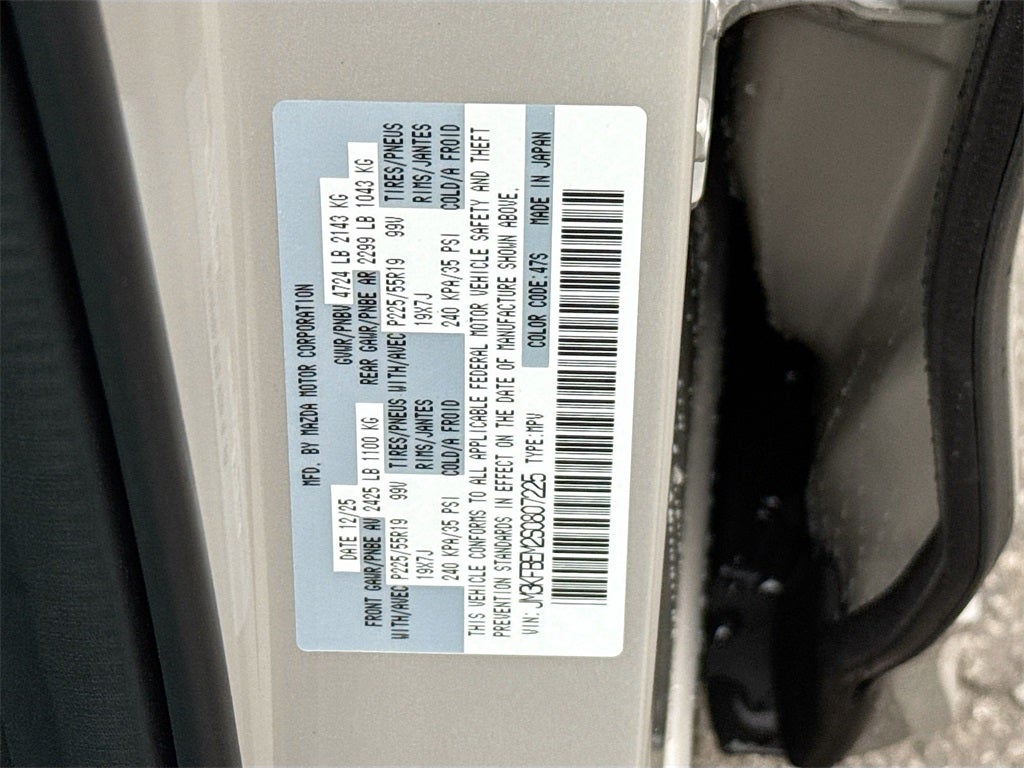 MFD. BY MAZDA MOTOR CORPORATION
DATE 12/25 GVWR/PNBV 4724 LB 2143 KG
FRONT GAWR/PNBE AV 2425 LB 1100 KG REAR GAWR/PNBE AR 2299 LB 1043 KG
WITH/AVEC P225/55R19 99V TIRES/PNEUS WITH/AVEC P225/55R19 99V TIRES/PNEUS
19X7J RIMS/JANTES 19X7J RIMS/JANTES
240 KPA/35 PSI COLD/A FROID 240 KPA/35 PSI COLD/A FROID
THIS VEHICLE CONFORMS TO ALL APPLICABLE FEDERAL MOTOR VEHICLE SAFETY AND THEFT
PREVENTION STANDARDS IN EFFECT ON THE DATE OF MANUFACTURE SHOWN ABOVE.
VIN: JM3KFBEM2S0807225 TYPE:MPV COLOR CODE:47S MADE IN JAPAN